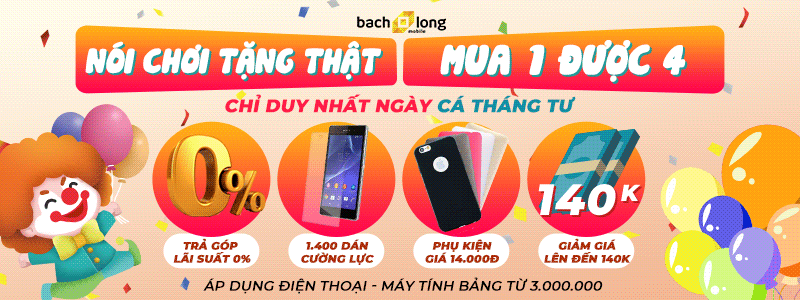 bach long
mobile
NÓI CHƠI TẶNG THẬT
MUA 1 ĐƯỢC 4
CHỈ DUY NHẤT NGÀY CÁ THÁNG TƯ
0%
140K
TRẢ GÓP
LÃI SUẤT 0%
1.400 DÁN
CƯỜNG LỰC
PHỤ KIỆN
GIÁ 14.000Đ
GIẢM GIÁ
LÊN ĐẾN 140K
ÁP DỤNG ĐIỆN THOẠI - MÁY TÍNH BẢNG TỪ 3.000.000